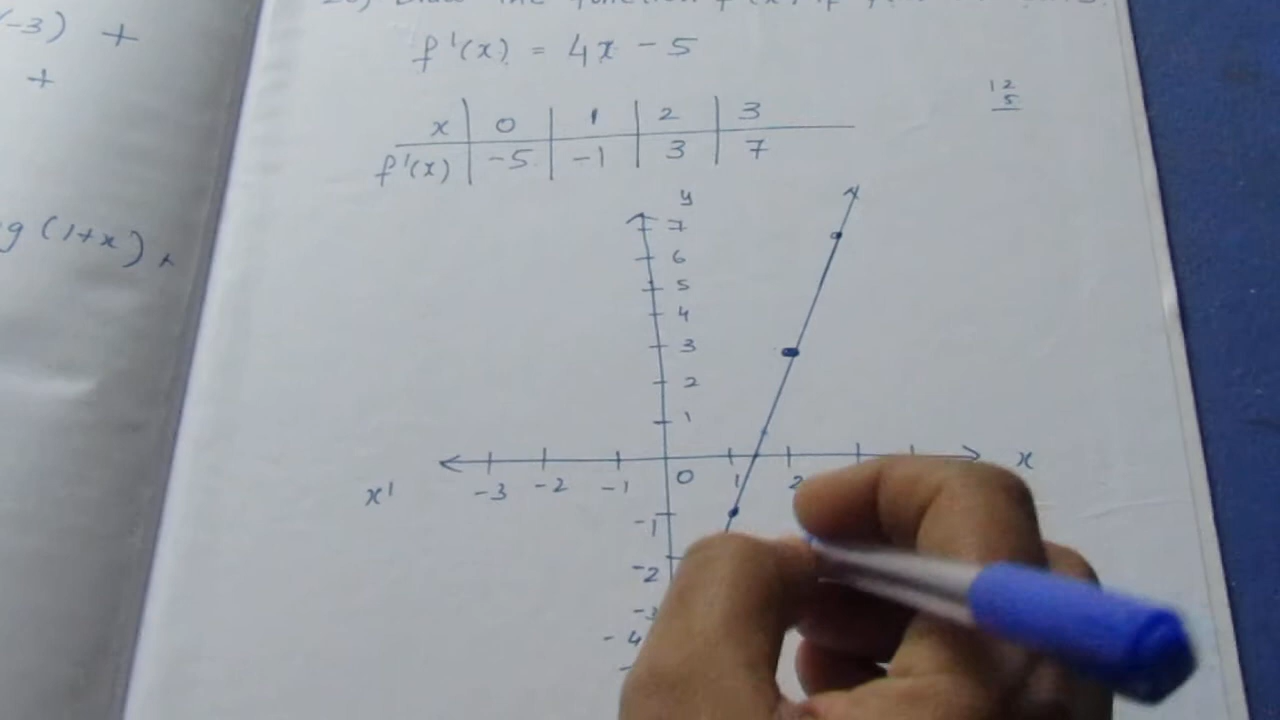 (-3) +
+
g (1+x)
f'(x) = 4x - 5
12
5
x 0 1 2 3
f'(x) -5 -1 3 7
y
7
6
5
4
3
2
1
x' -3 -2 -1 0 1 2 x
-1
-2
-3
-4